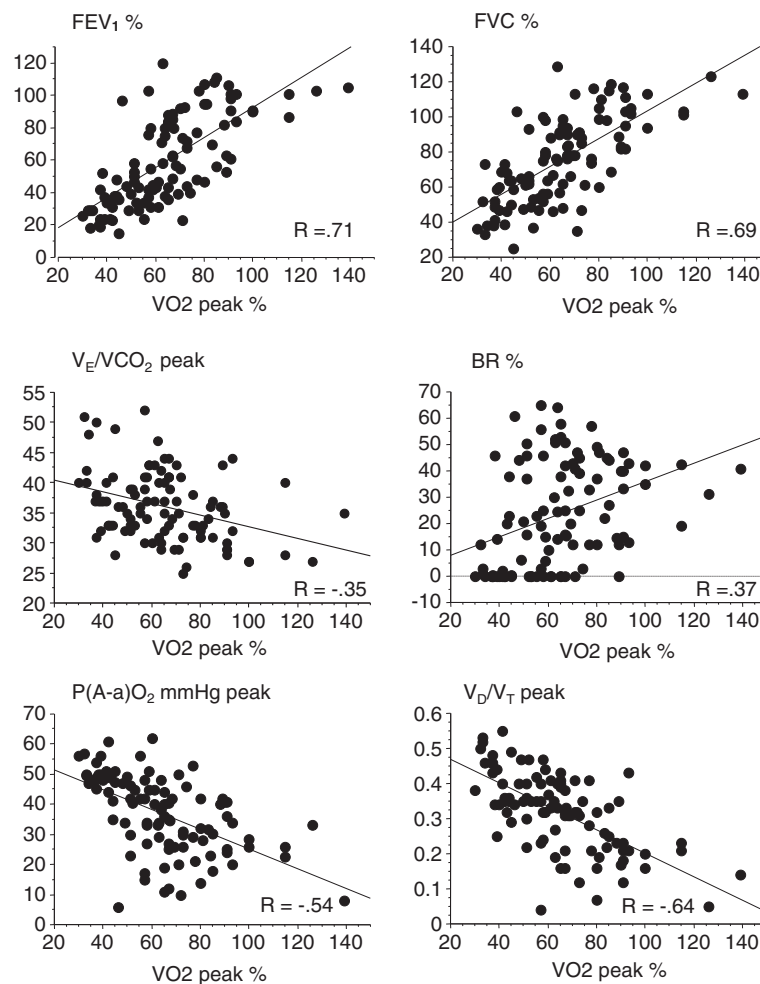 FEV₁ %
120
100
80
60
40
20
0
R =.71
20 40 60 80 100 120 140
VO2 peak %
FVC %
140
120
100
80
60
40
20
R =.69
20 40 60 80 100 120 140
VO2 peak %
V_E/VCO₂ peak
55
50
45
40
35
30
25
20
R = -.35
20 40 60 80 100 120 140
VO2 peak %
BR %
70
60
50
40
30
20
10
0
-10
R =.37
20 40 60 80 100 120 140
VO2 peak %
P(A-a)O₂ mmHg peak
70
60
50
40
30
20
10
0
R = -.54
20 40 60 80 100 120 140
VO2 peak %
V_D/V_T peak
0.6
0.5
0.4
0.3
0.2
0.1
0
R = -.64
20 40 60 80 100 120 140
VO2 peak %